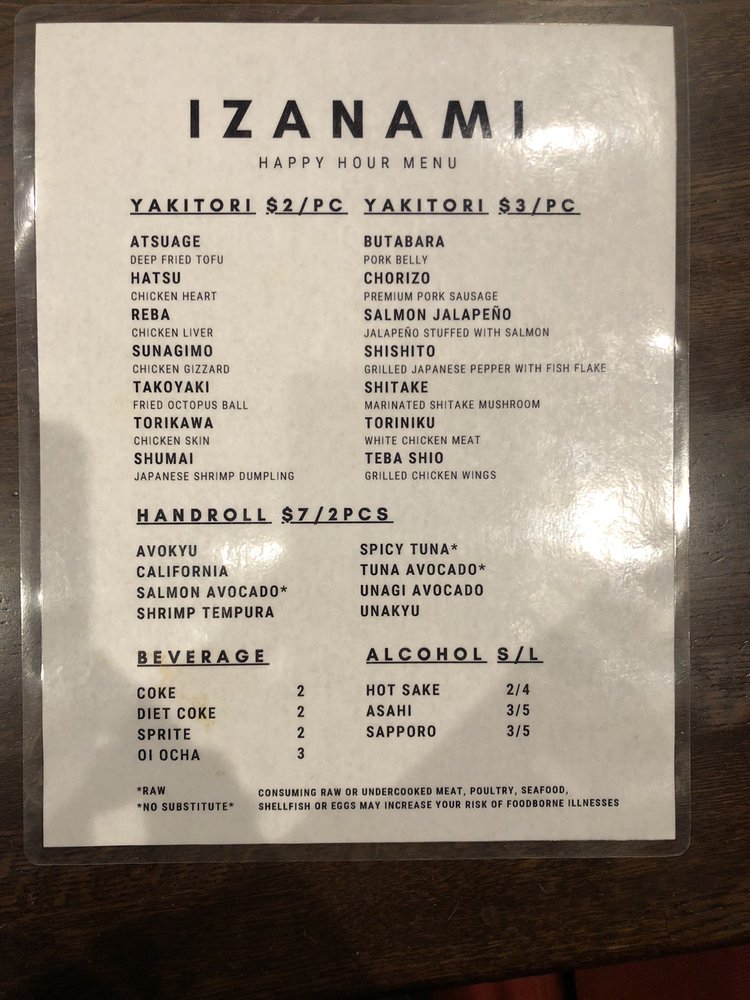 IZANAMI
HAPPY HOUR MENU
YAKITORI $2/PC
ATSUAGE
DEEP FRIED TOFU
HATSU
CHICKEN HEART
REBA
CHICKEN LIVER
SUNAGIMO
CHICKEN GIZZARD
TAKOYAKI
FRIED OCTOPUS BALL
TORIKAWA
CHICKEN SKIN
SHUMAI
JAPANESE SHRIMP DUMPLING
YAKITORI $3/PC
BUTABARA
PORK BELLY
CHORIZO
PREMIUM PORK SAUSAGE
SALMON JALAPEÑO
JALAPEÑO STUFFED WITH SALMON
SHISHITO
GRILLED JAPANESE PEPPER WITH FISH FLAKE
SHITAKE
MARINATED SHITAKE MUSHROOM
TORINIKU
WHITE CHICKEN MEAT
TEBA SHIO
GRILLED CHICKEN WINGS
HANDROLL $7/2PCS
AVOKYU
CALIFORNIA
SALMON AVOCADO*
SHRIMP TEMPURA
SPICY TUNA*
TUNA AVOCADO*
UNAGI AVOCADO
UNAKYU
BEVERAGE
COKE 2
DIET COKE 2
SPRITE 2
OI OCHA 3
ALCOHOL S/L
HOT SAKE 2/4
ASAHI 3/5
SAPPORO 3/5
*RAW
*NO SUBSTITUTE*
CONSUMING RAW OR UNDERCOOKED MEAT, POULTRY, SEAFOOD,
SHELLFISH OR EGGS MAY INCREASE YOUR RISK OF FOODBORNE ILLNESSES